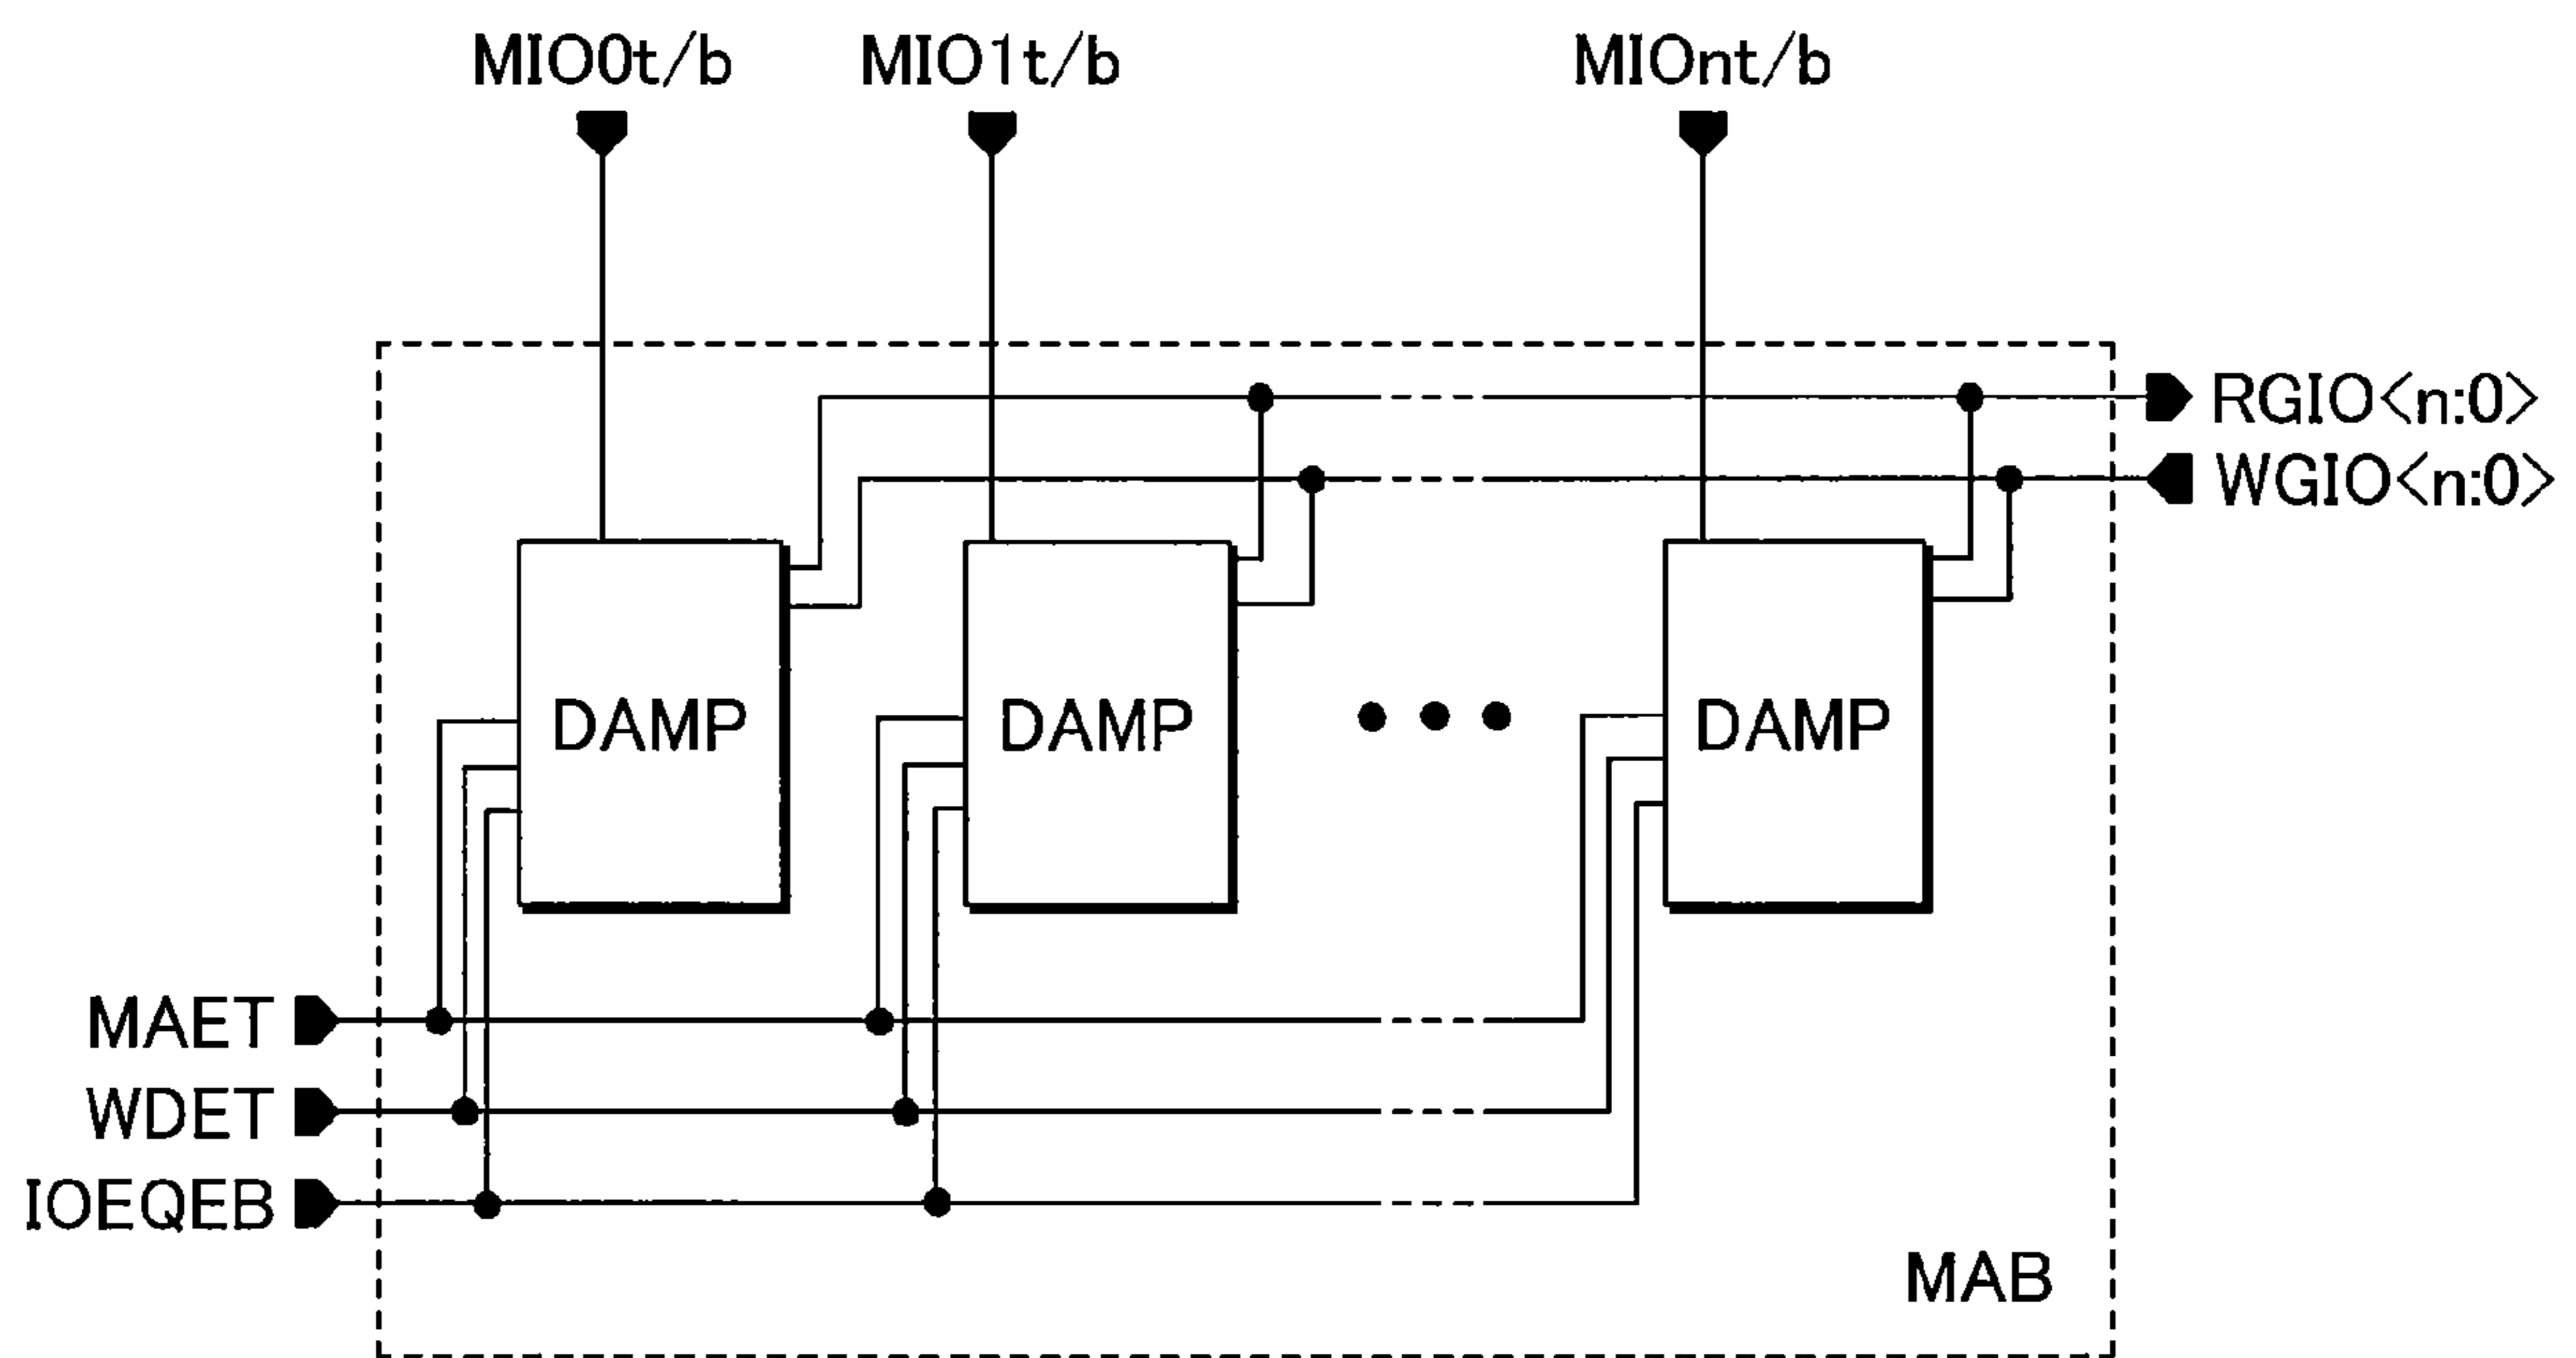 MIO0t/b MIO1t/b MIOnt/b
RGIO<n:0>
WGIO<n:0>
DAMP DAMP DAMP
MAET
WDET
IOEQEB
MAB